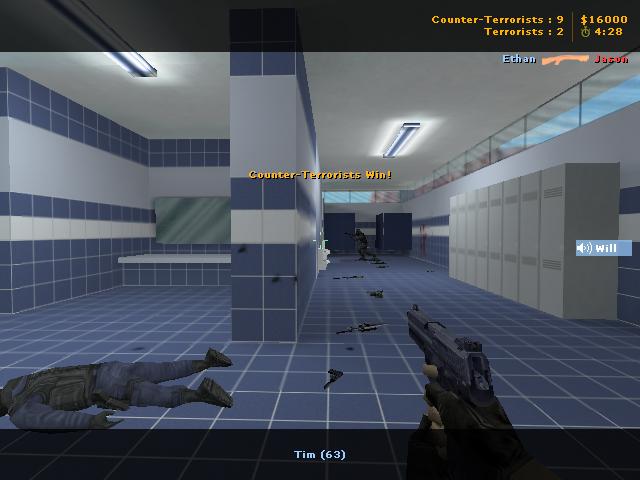 Counter-Terrorists : 9 $16000
Terrorists : 2 4:28
Ethan Jason
Counter-Terrorists Win!
Will
Tim (63)